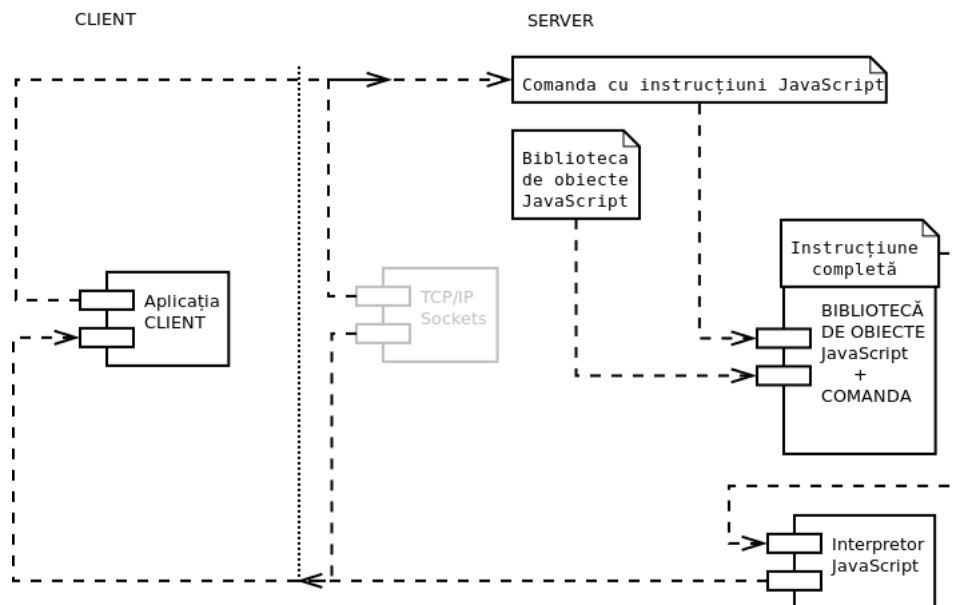 CLIENT
SERVER
Comanda cu instrucțiuni JavaScript
Biblioteca
de obiecte
JavaScript
Instrucțiune
completă
Aplicația
CLIENT
TCP/IP
Sockets
BIBLIOTECĂ
DE OBIECTE
JavaScript
+
COMANDA
Interpretor
JavaScript